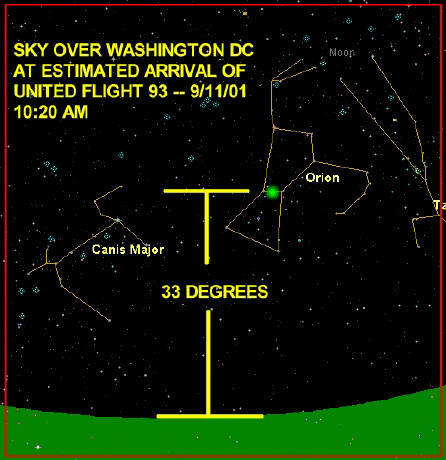 SKY OVER WASHINGTON DC
AT ESTIMATED ARRIVAL OF
UNITED FLIGHT 93 -- 9/11/01
10:20 AM
Moon
Orion
Ta
Canis Major
33 DEGREES